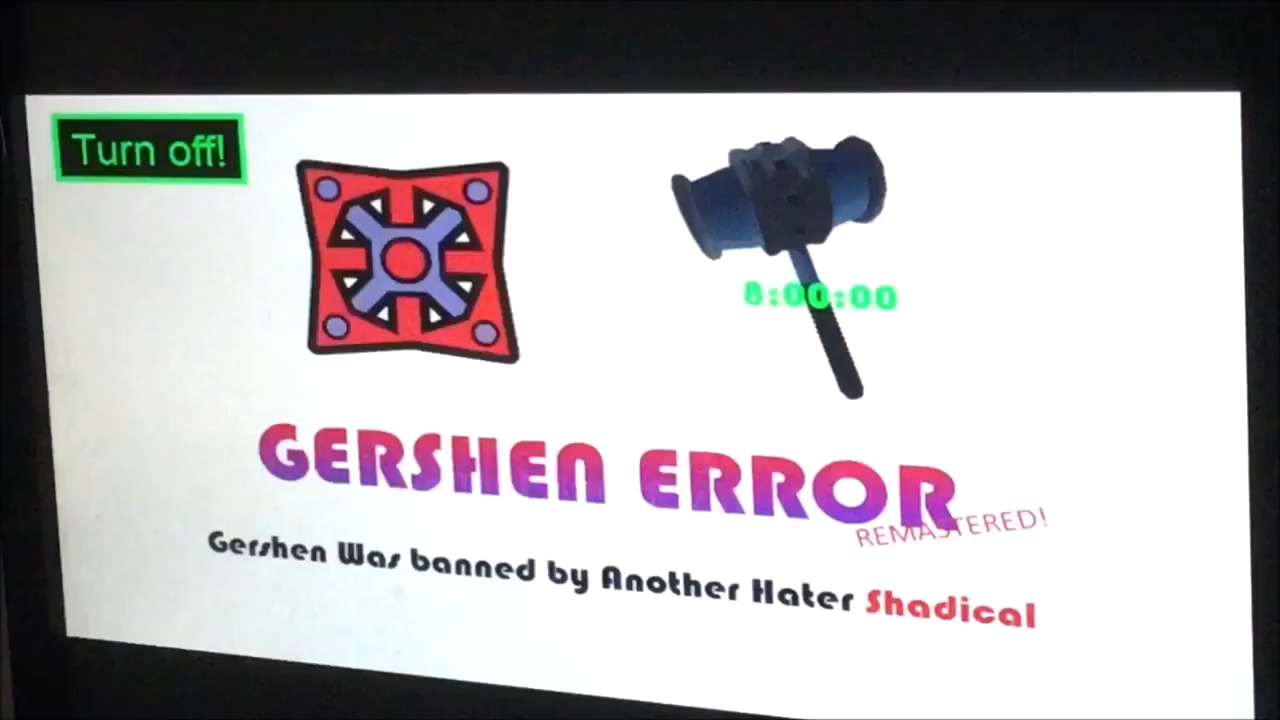 Turn off!
8:00:00
GERSHEN ERROR
REMASTERED!
Gershen Was banned by Another Hater Shadical